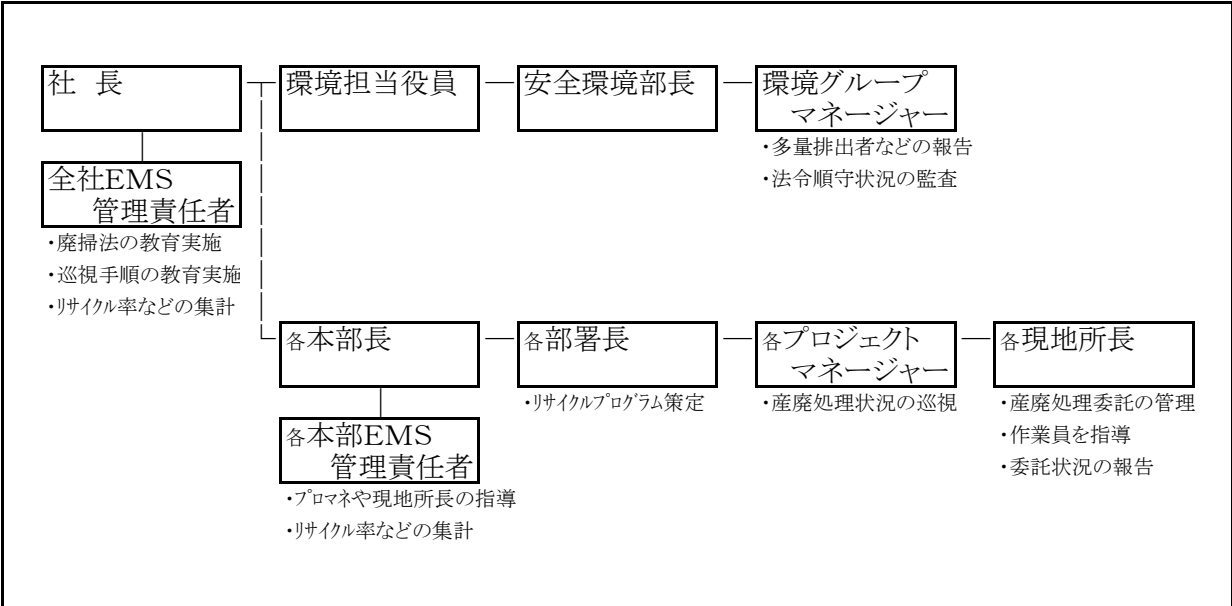 社 長
環境担当役員
安全環境部長
環境グループ
マネージャー
・多量排出者などの報告
・法令順守状況の監査
全社EMS
管理責任者
・廃掃法の教育実施
・巡視手順の教育実施
・ﾘｻｲｸﾙ率などの集計
各本部長
各部署長
各プロジェクト
マネージャー
各現地所長
・ﾘｻｲｸﾙﾌﾟﾛｸﾞﾗﾑ策定
・産廃処理状況の巡視
・産廃処理委託の管理
・作業員を指導
・委託状況の報告
各本部EMS
管理責任者
・ﾌﾟﾛﾏﾈや現地所長の指導
・ﾘｻｲｸﾙ率などの集計